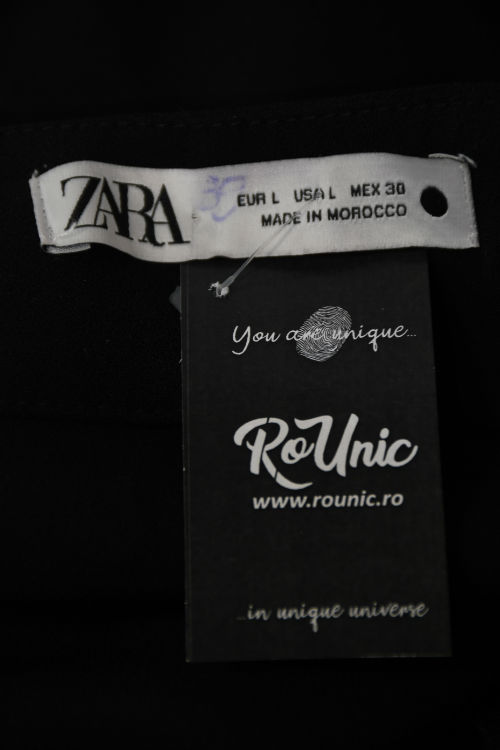 ZARA
EUR L USA L MEX 30
MADE IN MOROCCO
You are unique...
RoUnic
www.rounic.ro
...in unique universe